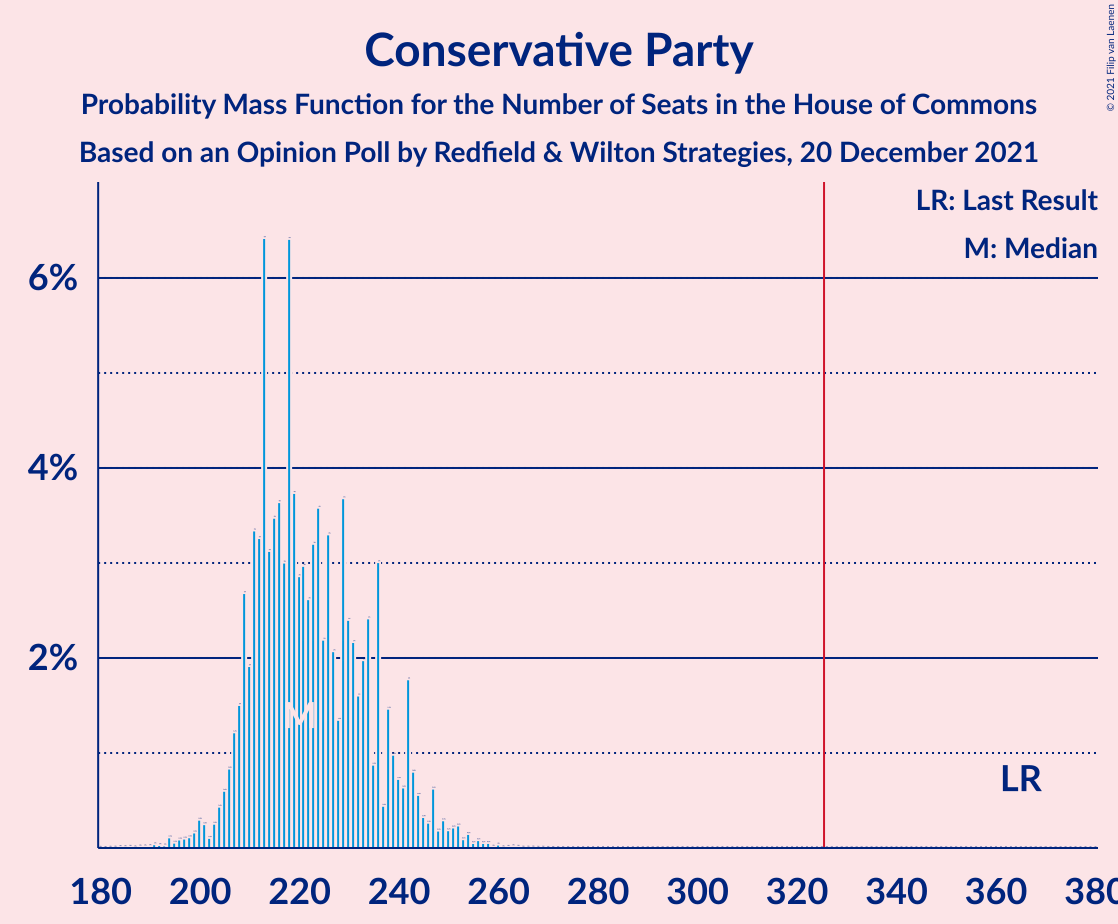 Conservative Party
Probability Mass Function for the Number of Seats in the House of Commons
Based on an Opinion Poll by Redfield & Wilton Strategies, 20 December 2021
© 2021 Filip van Laenen
LR: Last Result
M: Median
6%
4%
2%
M
LR
180 200 220 240 260 280 300 320 340 360 380